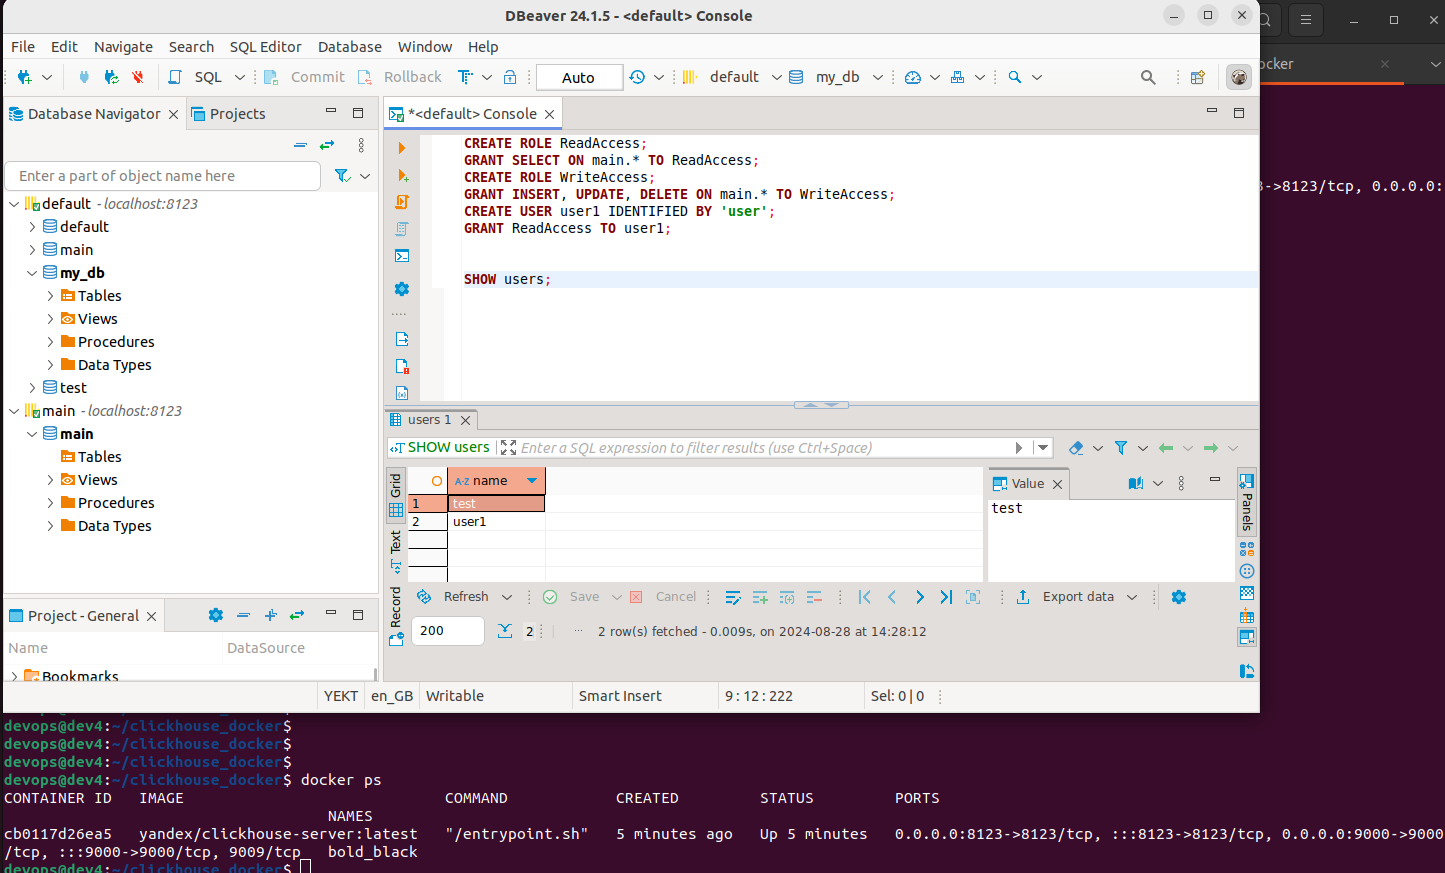 DBeaver 24.1.5 - <default> Console
File Edit Navigate Search SQL Editor Database Window Help
SQL Commit Rollback Auto default my_db
ocker
Database Navigator Projects
*<default> Console
Enter a part of object name here
default - localhost:8123
default
main
my_db
Tables
Views
Procedures
Data Types
test
main - localhost:8123
main
Tables
Views
Procedures
Data Types
CREATE ROLE ReadAccess;
GRANT SELECT ON main.* TO ReadAccess;
CREATE ROLE WriteAccess;
GRANT INSERT, UPDATE, DELETE ON main.* TO WriteAccess;
CREATE USER user1 IDENTIFIED BY 'user';
GRANT ReadAccess TO user1;
SHOW users;
3->8123/tcp, 0.0.0.0:
users 1
SHOW users Enter a SQL expression to filter results (use Ctrl+Space)
Grid
Text
Record
A-Z name
1 test
2 user1
Value
test
Panels
Refresh Save Cancel Export data
200 2 ... 2 row(s) fetched - 0.009s, on 2024-08-28 at 14:28:12
Project - General
Name DataSource
Bookmarks
YEKT en_GB Writable Smart Insert 9 : 12 : 222 Sel: 0 | 0
devops@dev4:~/clickhouse_docker$
devops@dev4:~/clickhouse_docker$
devops@dev4:~/clickhouse_docker$
devops@dev4:~/clickhouse_docker$ docker ps
CONTAINER ID IMAGE COMMAND CREATED STATUS PORTS
NAMES
cb0117d26ea5 yandex/clickhouse-server:latest "/entrypoint.sh" 5 minutes ago Up 5 minutes 0.0.0.0:8123->8123/tcp, :::8123->8123/tcp, 0.0.0.0:9000->9000
/tcp, :::9000->9000/tcp, 9009/tcp bold_black
devops@dev4:~/clickhouse_docker$